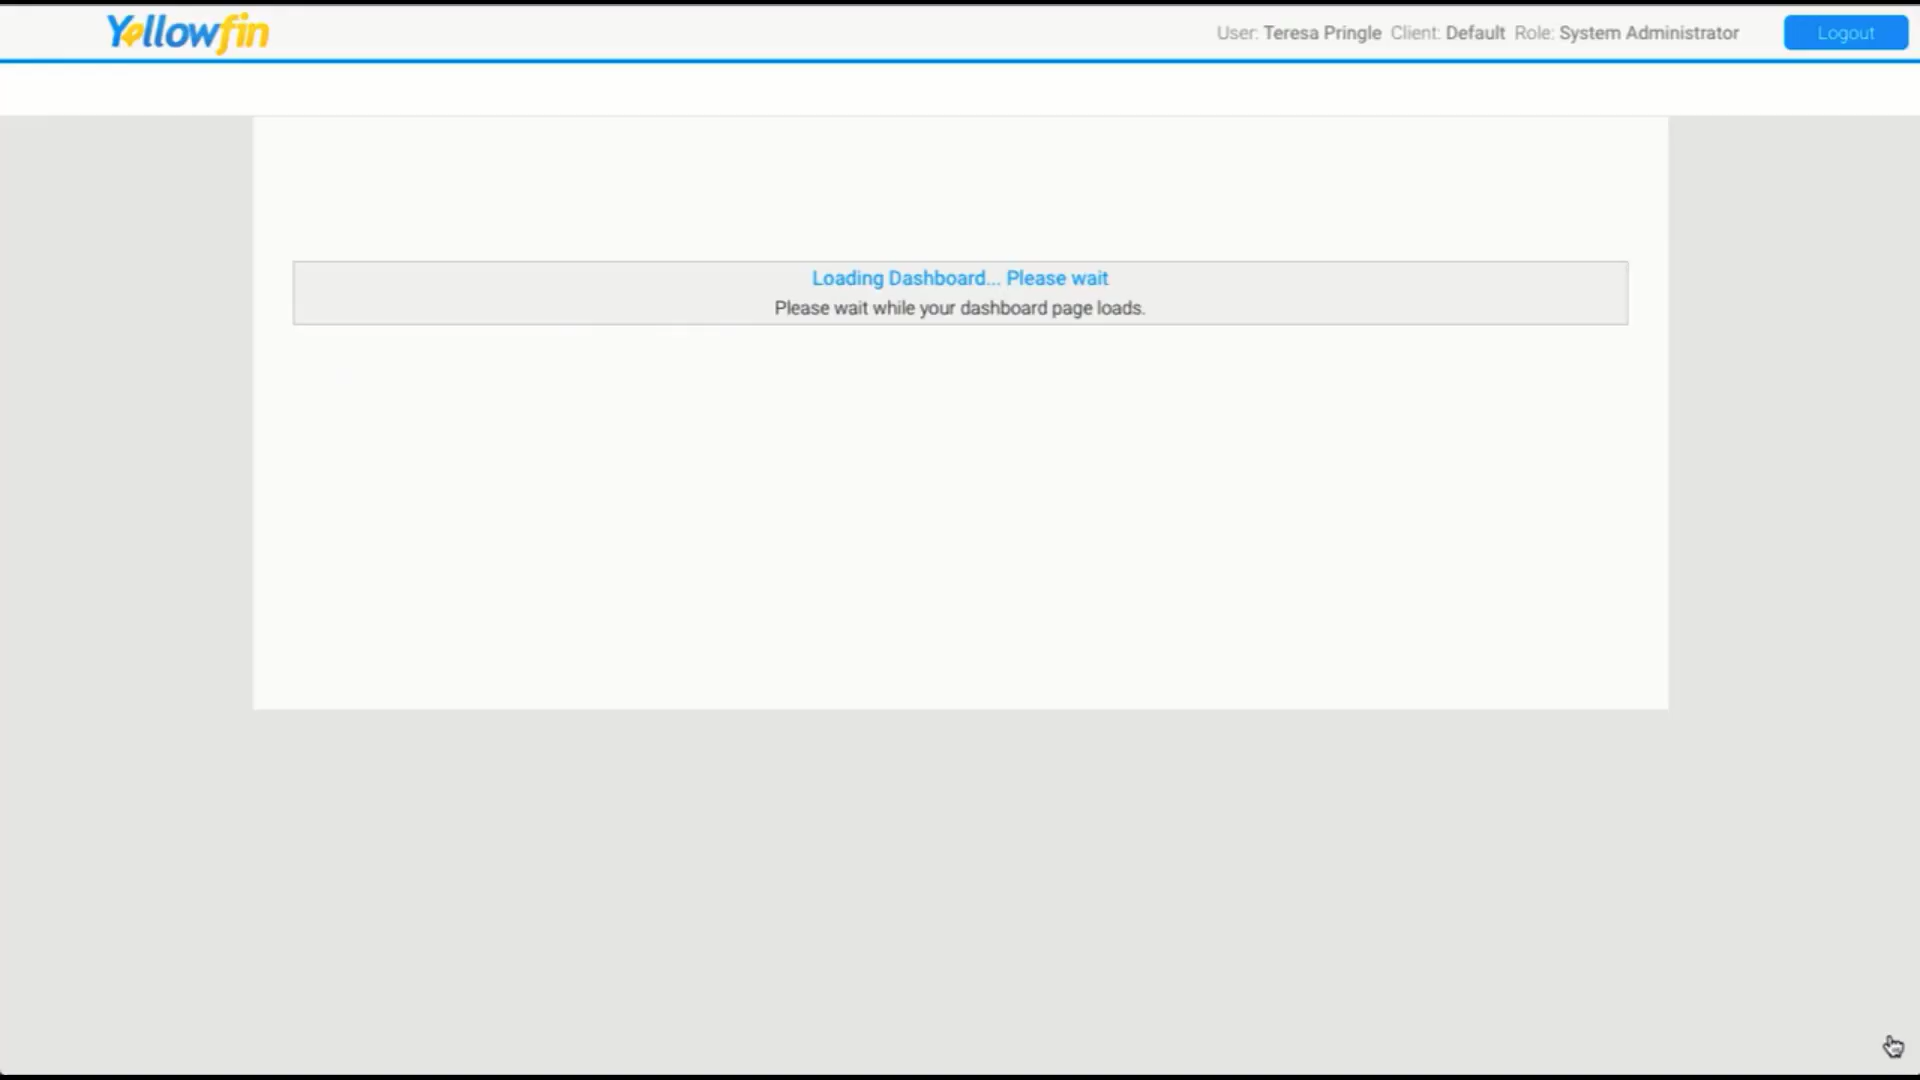 Yellowfin
User: Teresa Pringle Client: Default Role: System Administrator
Logout
Loading Dashboard... Please wait
Please wait while your dashboard page loads.